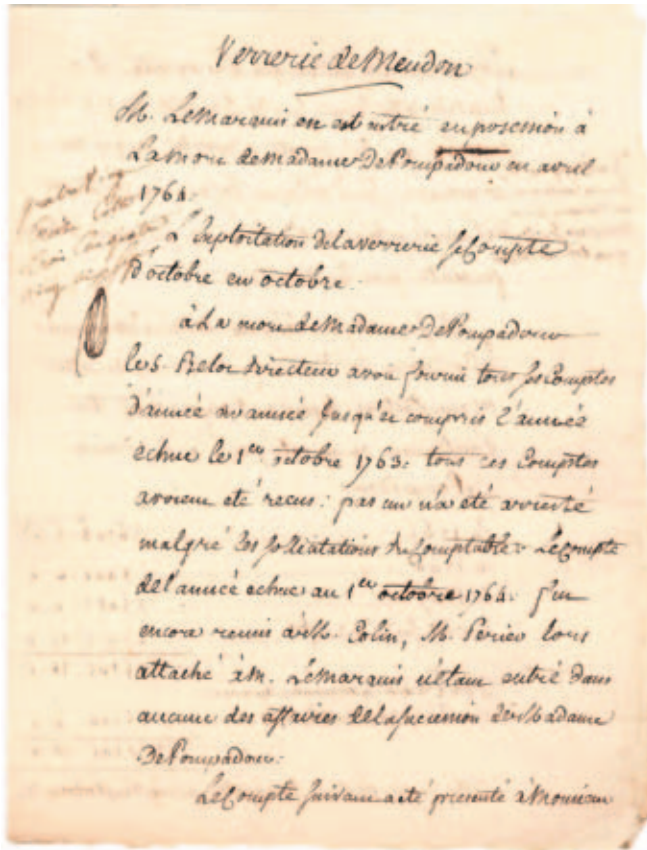 Verrerie de Meudon
M. Le Marquis en est entré en possession à
La mort de Madame De Pompadour en avril
1764.
L'Exploitation de la verrerie se Compte
d'octobre en octobre.
à La mort de Madame De Pompadour
le S. Directeur avoit fourni tous ses Comptes
d'année en année jusqu'et compris l'année
échue le 1er octobre 1763. tous ces Comptes
avoient été reçus: pas un n'a été arresté
malgré les sollicitations du Comptable. Le Compte
de l'année echue au 1er octobre 1764. fut
encore remis à M. Colin, M. Perier lors
attaché à M. Le Marquis n'étant entré dans
aucune des affaires de la succession de Madame
De Pompadour.
Le Compte suivant a été presenté à Monsieur